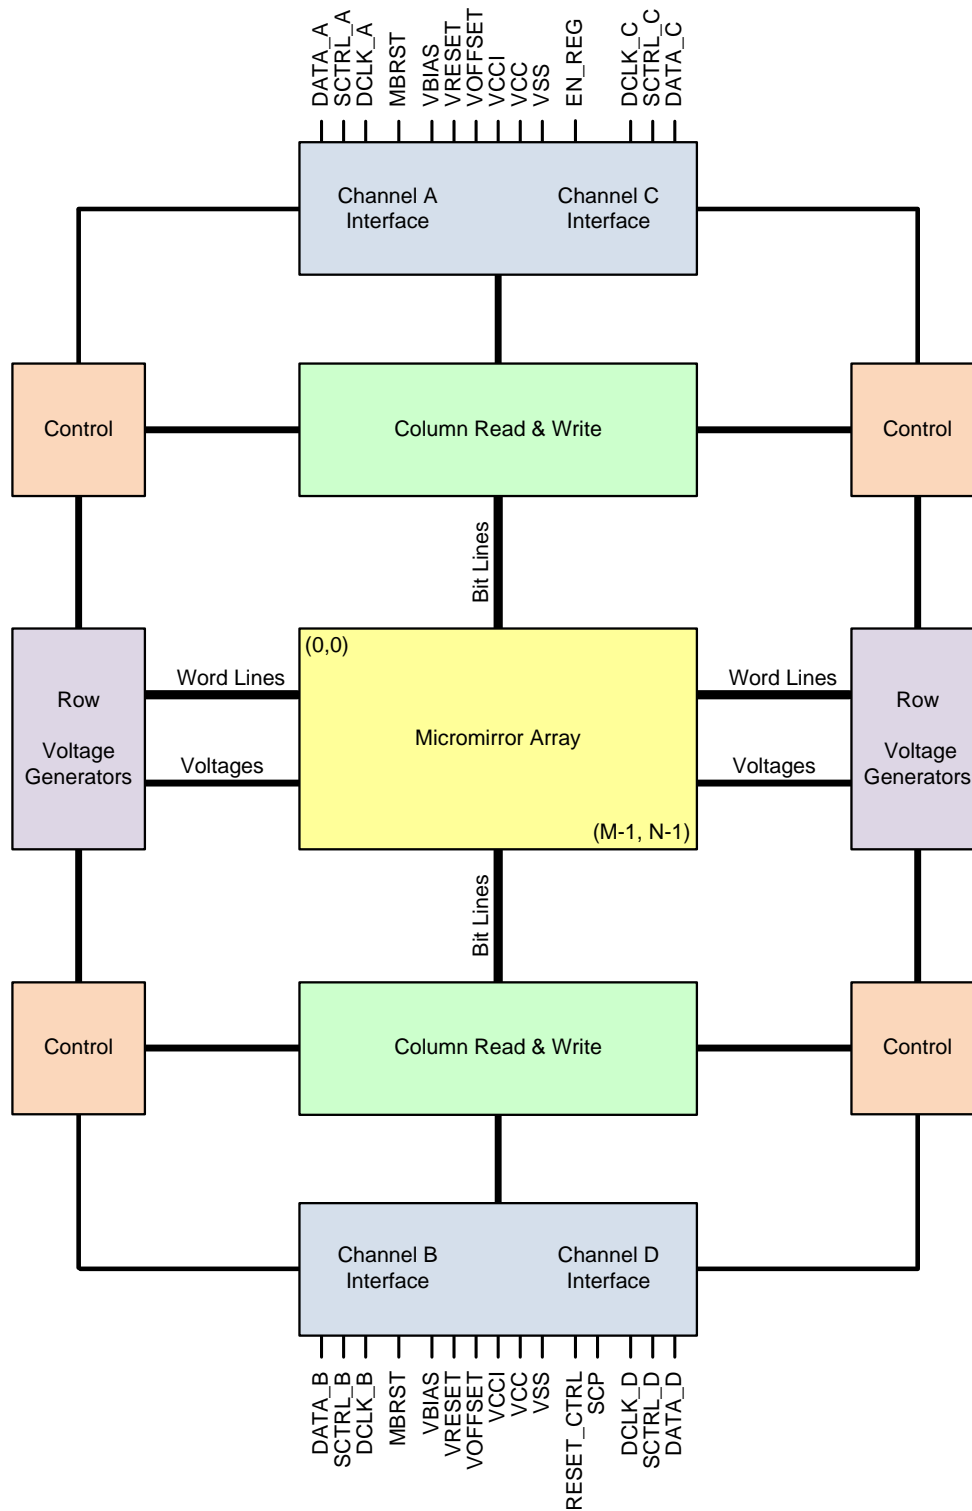 DATA_A
SCTRL_A
DCLK_A
MBRST
VBIAS
VRESET
VOFFSET
VCCI
VCC
VSS
EN_REG
DCLK_C
SCTRL_C
DATA_C
Channel A
Interface
Channel C
Interface
Control
Column Read & Write
Control
Bit Lines
(0,0)
Word Lines
Word Lines
Row
Row
Micromirror Array
Voltage
Generators
Voltage
Generators
Voltages
Voltages
(M-1, N-1)
Bit Lines
Control
Column Read & Write
Control
Channel B
Interface
Channel D
Interface
DATA_B
SCTRL_B
DCLK_B
MBRST
VBIAS
VRESET
VOFFSET
VCCI
VCC
VSS
RESET_CTRL
SCP
DCLK_D
SCTRL_D
DATA_D